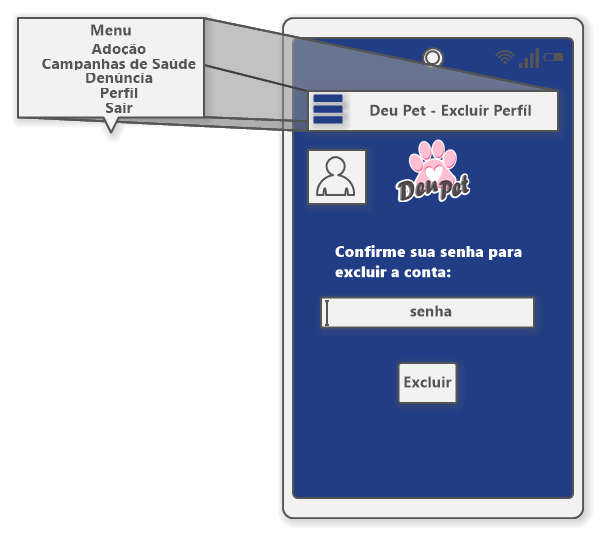 Menu
Adoção
Campanhas de Saúde
Denúncia
Perfil
Sair
Deu Pet - Excluir Perfíl
Deu Pet
Confirme sua senha para
excluir a conta:
senha
Excluir